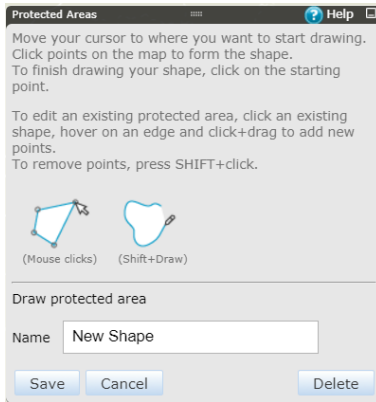 Protected Areas
Help
Move your cursor to where you want to start drawing.
Click points on the map to form the shape.
To finish drawing your shape, click on the starting
point.
To edit an existing protected area, click an existing
shape, hover on an edge and click+drag to add new
points.
To remove points, press SHIFT+click.
(Mouse clicks) (Shift+Draw)
Draw protected area
Name New Shape
Save Cancel Delete